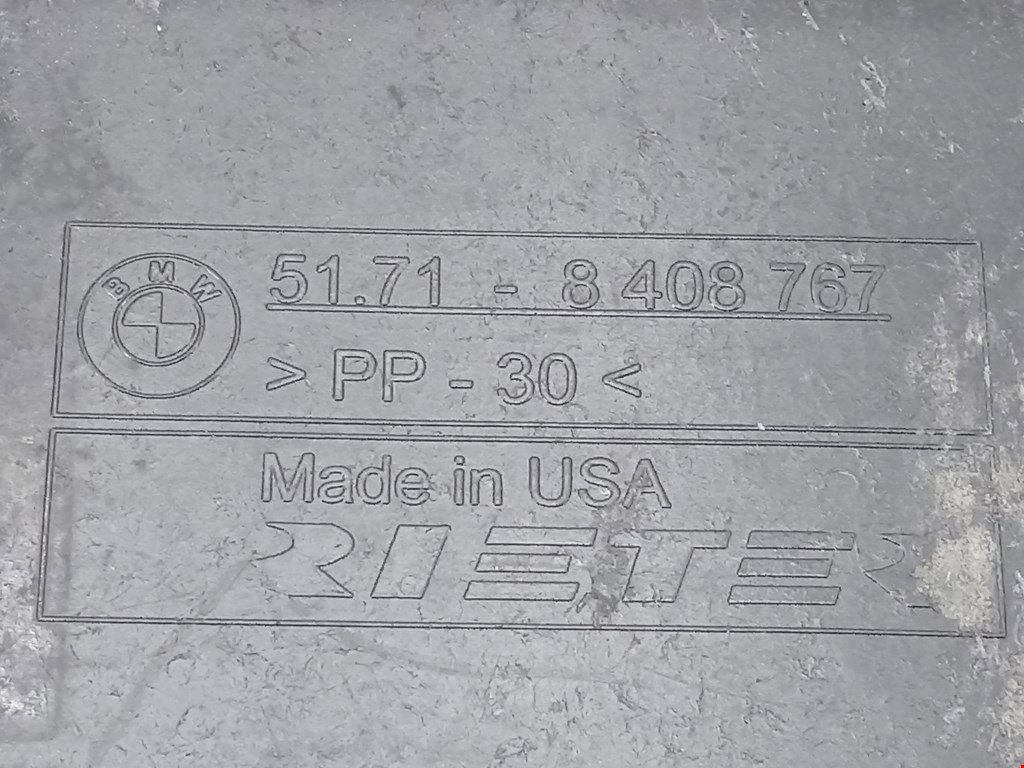 BMW
51.71 - 8 408 767
> PP - 30 <
Made in USA
RIETER